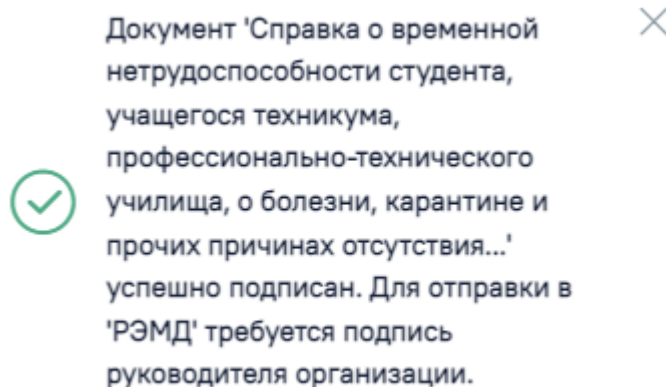 Документ 'Справка о временной
нетрудоспособности студента,
учащегося техникума,
профессионально-технического
училища, о болезни, карантине и
прочих причинах отсутствия...'
успешно подписан. Для отправки в
'РЭМД' требуется подпись
руководителя организации.